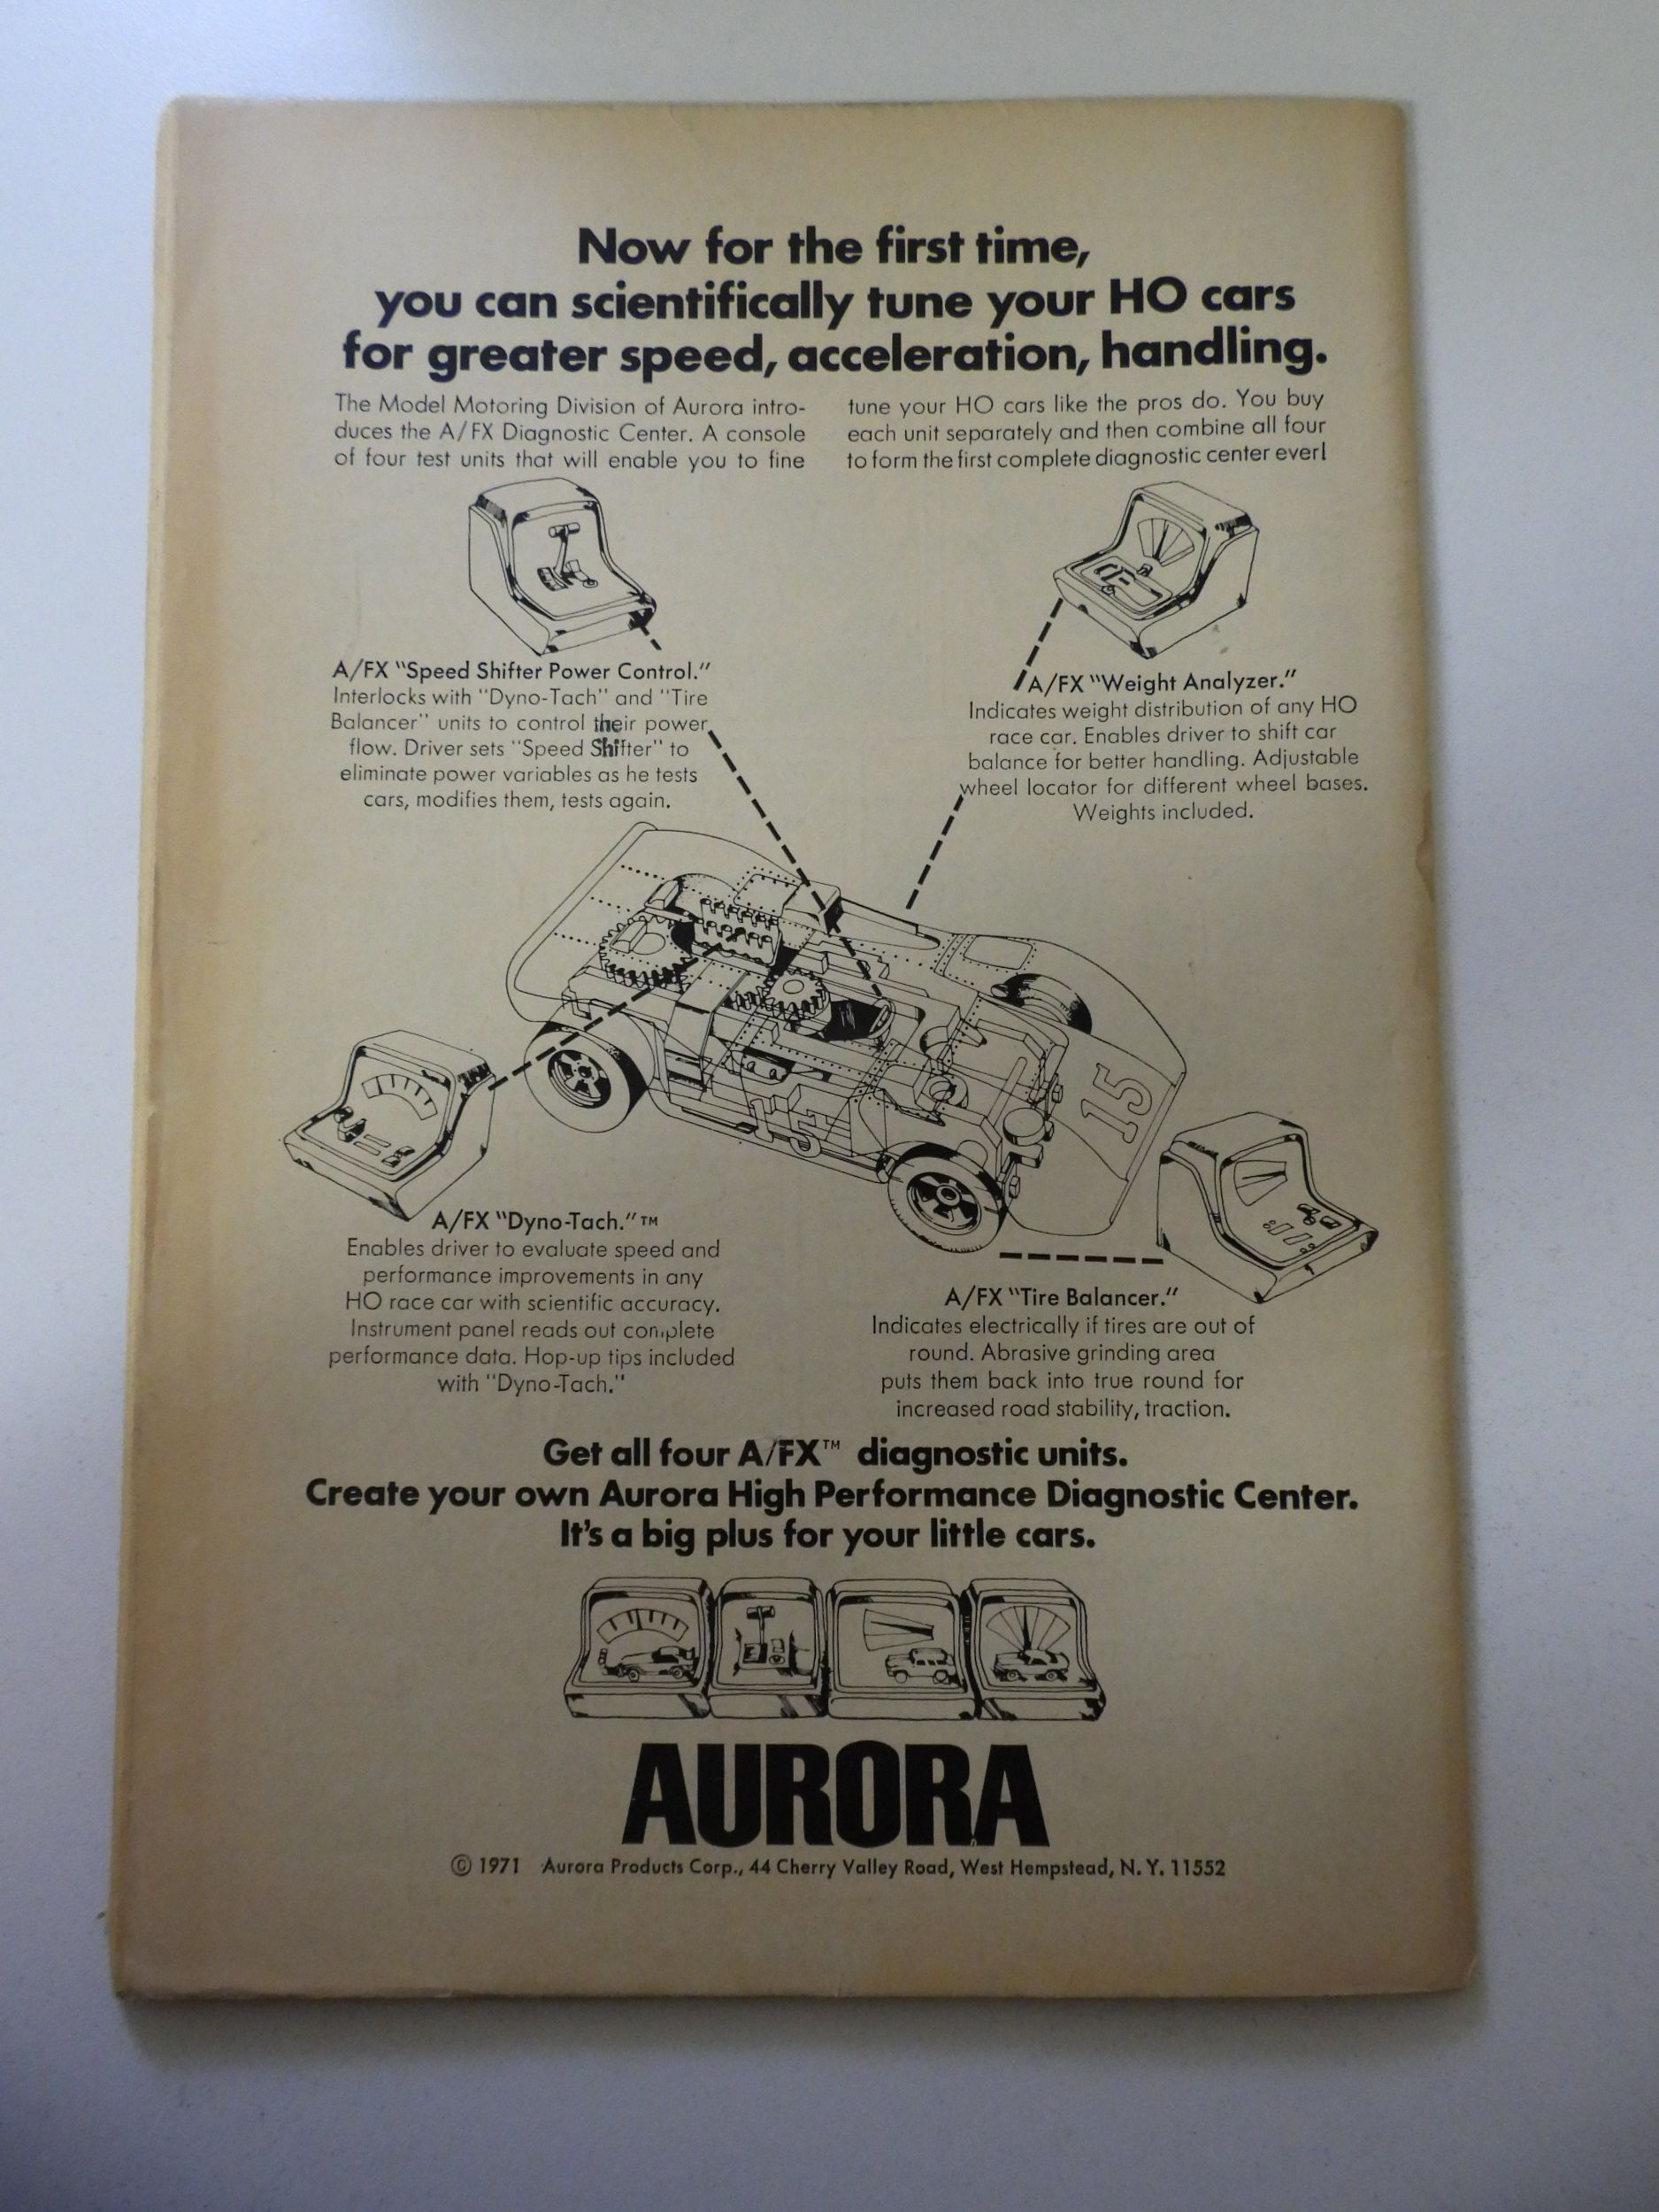 Now for the first time,
you can scientifically tune your HO cars
for greater speed, acceleration, handling.
The Model Motoring Division of Aurora intro-
duces the A/FX Diagnostic Center. A console
of four test units that will enable you to fine
tune your HO cars like the pros do. You buy
each unit separately and then combine all four
to form the first complete diagnostic center ever!
A/FX "Speed Shifter Power Control."
Interlocks with "Dyno-Tach" and "Tire
Balancer" units to control their power
flow. Driver sets "Speed Shifter" to
eliminate power variables as he tests
cars, modifies them, tests again.
A/FX "Weight Analyzer."
Indicates weight distribution of any HO
race car. Enables driver to shift car
balance for better handling. Adjustable
wheel locator for different wheel bases.
Weights included.
15
15
A/FX "Dyno-Tach."™
Enables driver to evaluate speed and
performance improvements in any
HO race car with scientific accuracy.
Instrument panel reads out complete
performance data. Hop-up tips included
with "Dyno-Tach."
A/FX "Tire Balancer."
Indicates electrically if tires are out of
round. Abrasive grinding area
puts them back into true round for
increased road stability, traction.
Get all four A/FX™ diagnostic units.
Create your own Aurora High Performance Diagnostic Center.
It's a big plus for your little cars.
AURORA
© 1971 Aurora Products Corp., 44 Cherry Valley Road, West Hempstead, N. Y. 11552